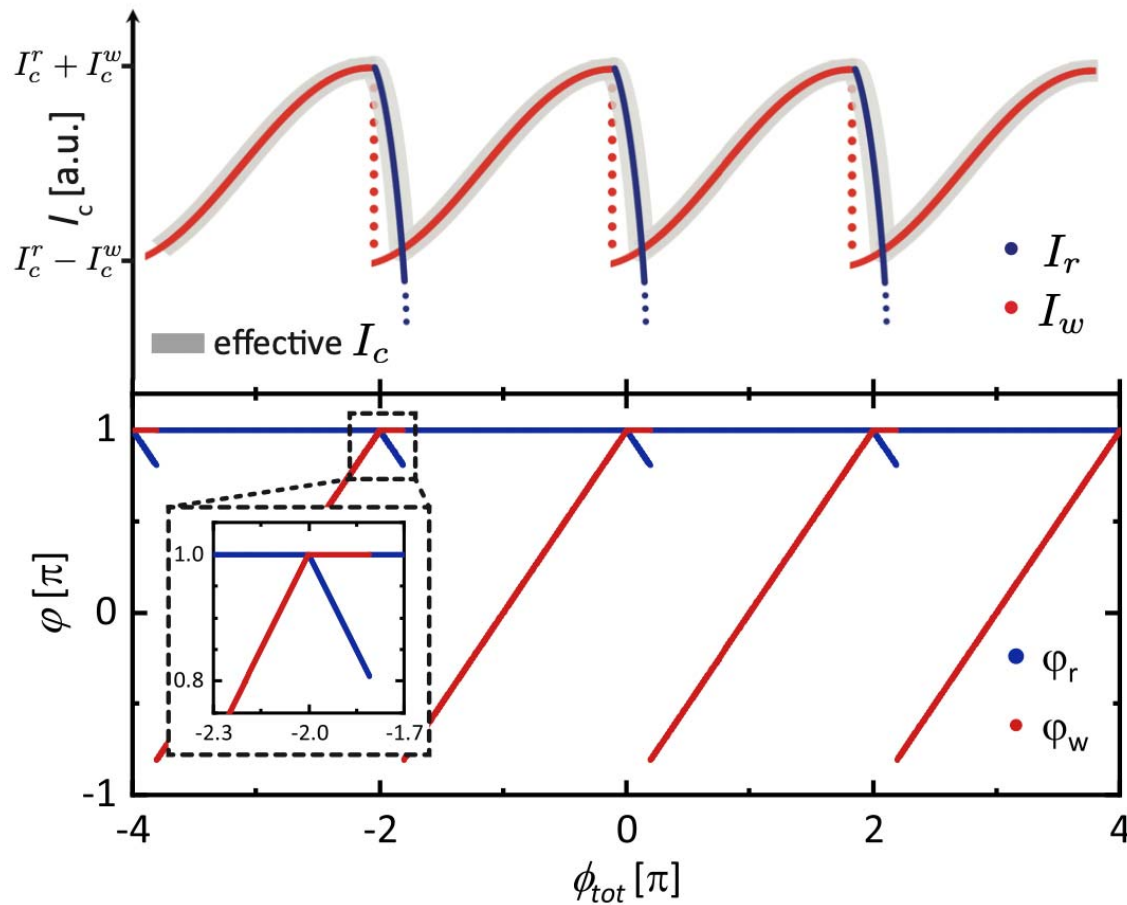 I_c^r + I_c^w
I_c [a.u.]
I_c^r − I_c^w
I_r
I_w
effective I_c
1
0
-1
φ [π]
1.0
0.8
-2.3
-2.0
-1.7
φ_r
φ_w
-4
-2
0
2
4
ϕ_tot [π]